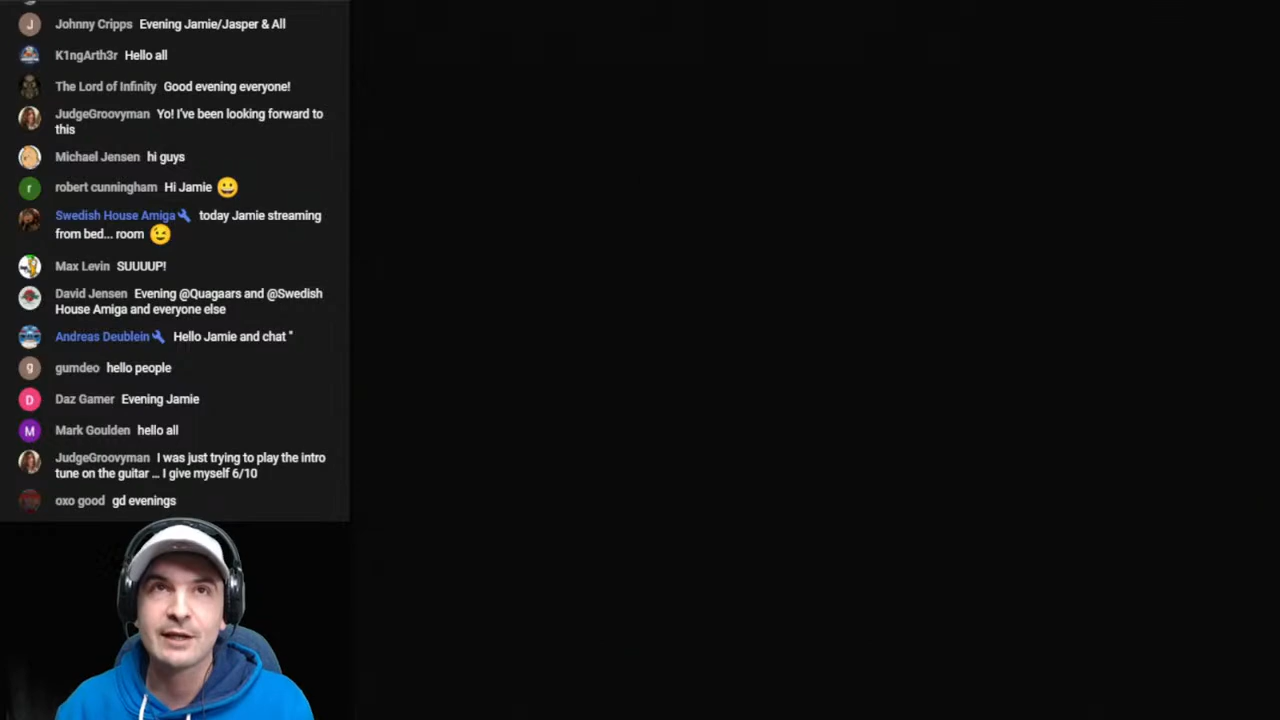 J Johnny Cripps Evening Jamie/Jasper & All
K1ngArth3r Hello all
The Lord of Infinity Good evening everyone!
JudgeGroovyman Yo! I've been looking forward to
this
Michael Jensen hi guys
r robert cunningham Hi Jamie 😀
Swedish House Amiga today Jamie streaming
from bed... room 😉
Max Levin SUUUUP!
David Jensen Evening @Quagaars and @Swedish
House Amiga and everyone else
Andreas Deublein Hello Jamie and chat "
g gumdeo hello people
D Daz Gamer Evening Jamie
M Mark Goulden hello all
JudgeGroovyman I was just trying to play the intro
tune on the guitar ... I give myself 6/10
oxo good gd evenings